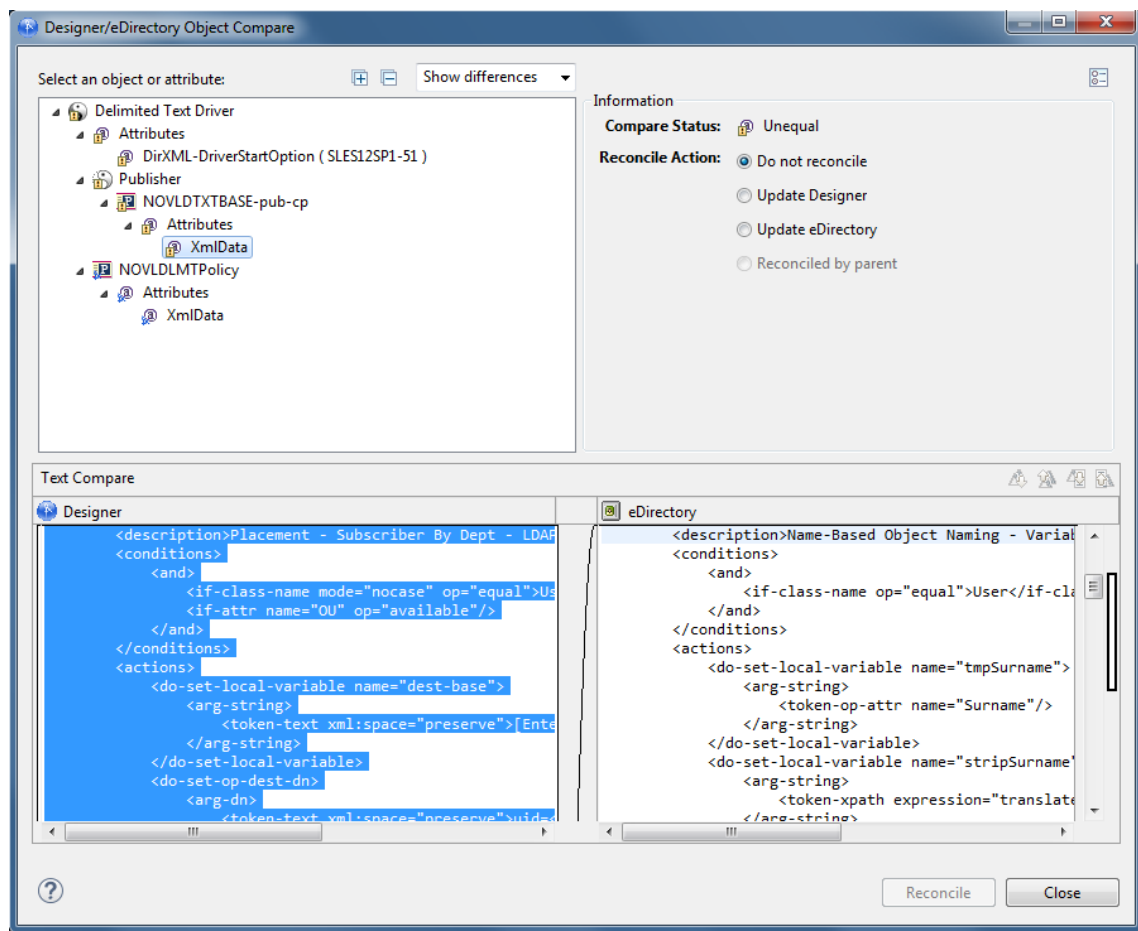 Designer/eDirectory Object Compare
Select an object or attribute:
Show differences
Delimited Text Driver
Attributes
DirXML-DriverStartOption ( SLES12SP1-51 )
Publisher
NOVLDTXTBASE-pub-cp
Attributes
XmlData
NOVLDLMTPolicy
Attributes
XmlData
Information
Compare Status: Unequal
Reconcile Action: Do not reconcile
Update Designer
Update eDirectory
Reconciled by parent
Text Compare
Designer
<description>Placement - Subscriber By Dept - LDAP
<conditions>
<and>
<if-class-name mode="nocase" op="equal">Us
<if-attr name="OU" op="available"/>
</and>
</conditions>
<actions>
<do-set-local-variable name="dest-base">
<arg-string>
<token-text xml:space="preserve">[Ente
</arg-string>
</do-set-local-variable>
<do-set-op-dest-dn>
<arg-dn>
<token-text xml:space="preserve">uid=<
eDirectory
<description>Name-Based Object Naming - Variab
<conditions>
<and>
<if-class-name op="equal">User</if-cla
</and>
</conditions>
<actions>
<do-set-local-variable name="tmpSurname">
<arg-string>
<token-op-attr name="Surname"/>
</arg-string>
</do-set-local-variable>
<do-set-local-variable name="stripSurname"
<arg-string>
<token-xpath expression="translate
</arg-string>
Reconcile
Close